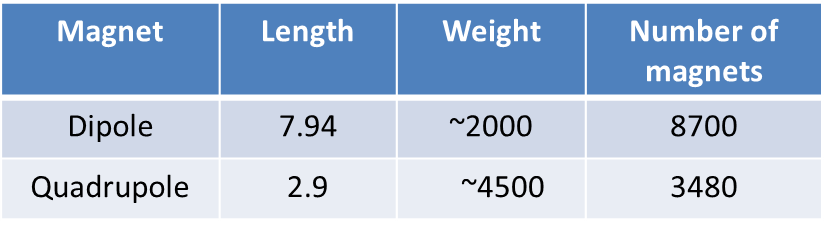 Magnet Length Weight Number of magnets
Dipole 7.94 ~2000 8700
Quadrupole 2.9 ~4500 3480